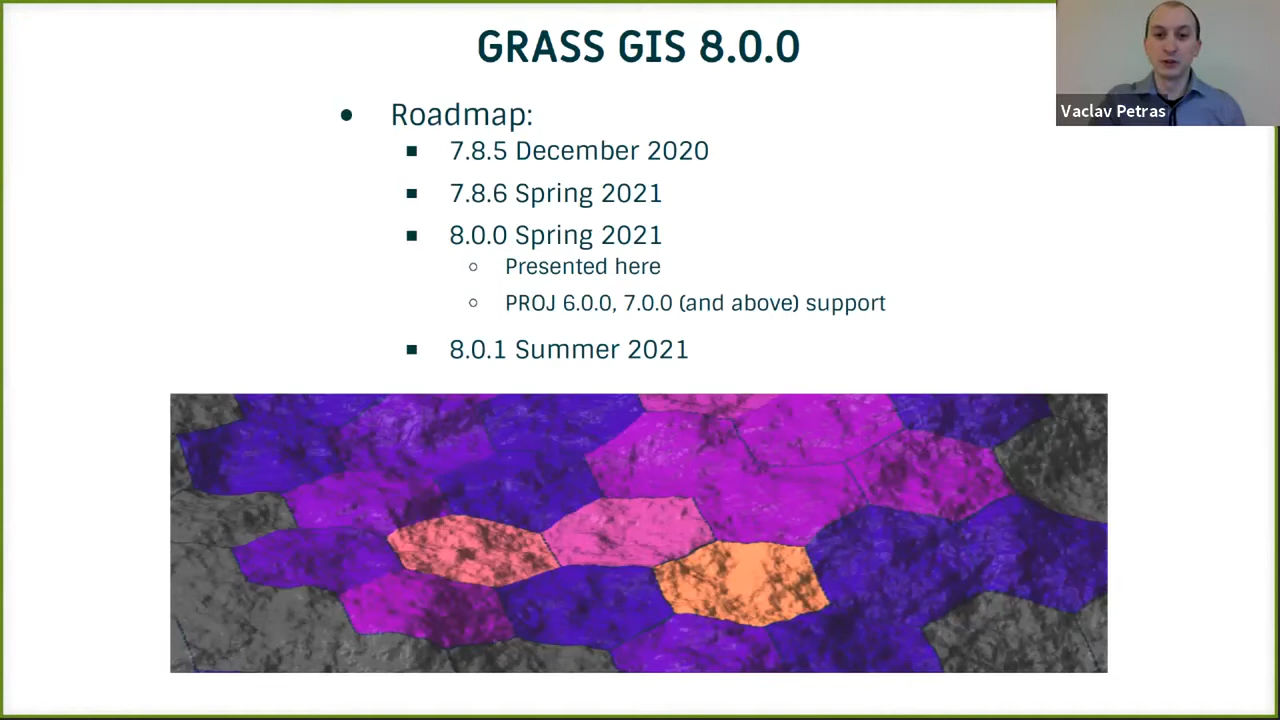 GRASS GIS 8.0.0
Vaclav Petras
• Roadmap:
▪ 7.8.5 December 2020
▪ 7.8.6 Spring 2021
▪ 8.0.0 Spring 2021
○ Presented here
○ PROJ 6.0.0, 7.0.0 (and above) support
▪ 8.0.1 Summer 2021